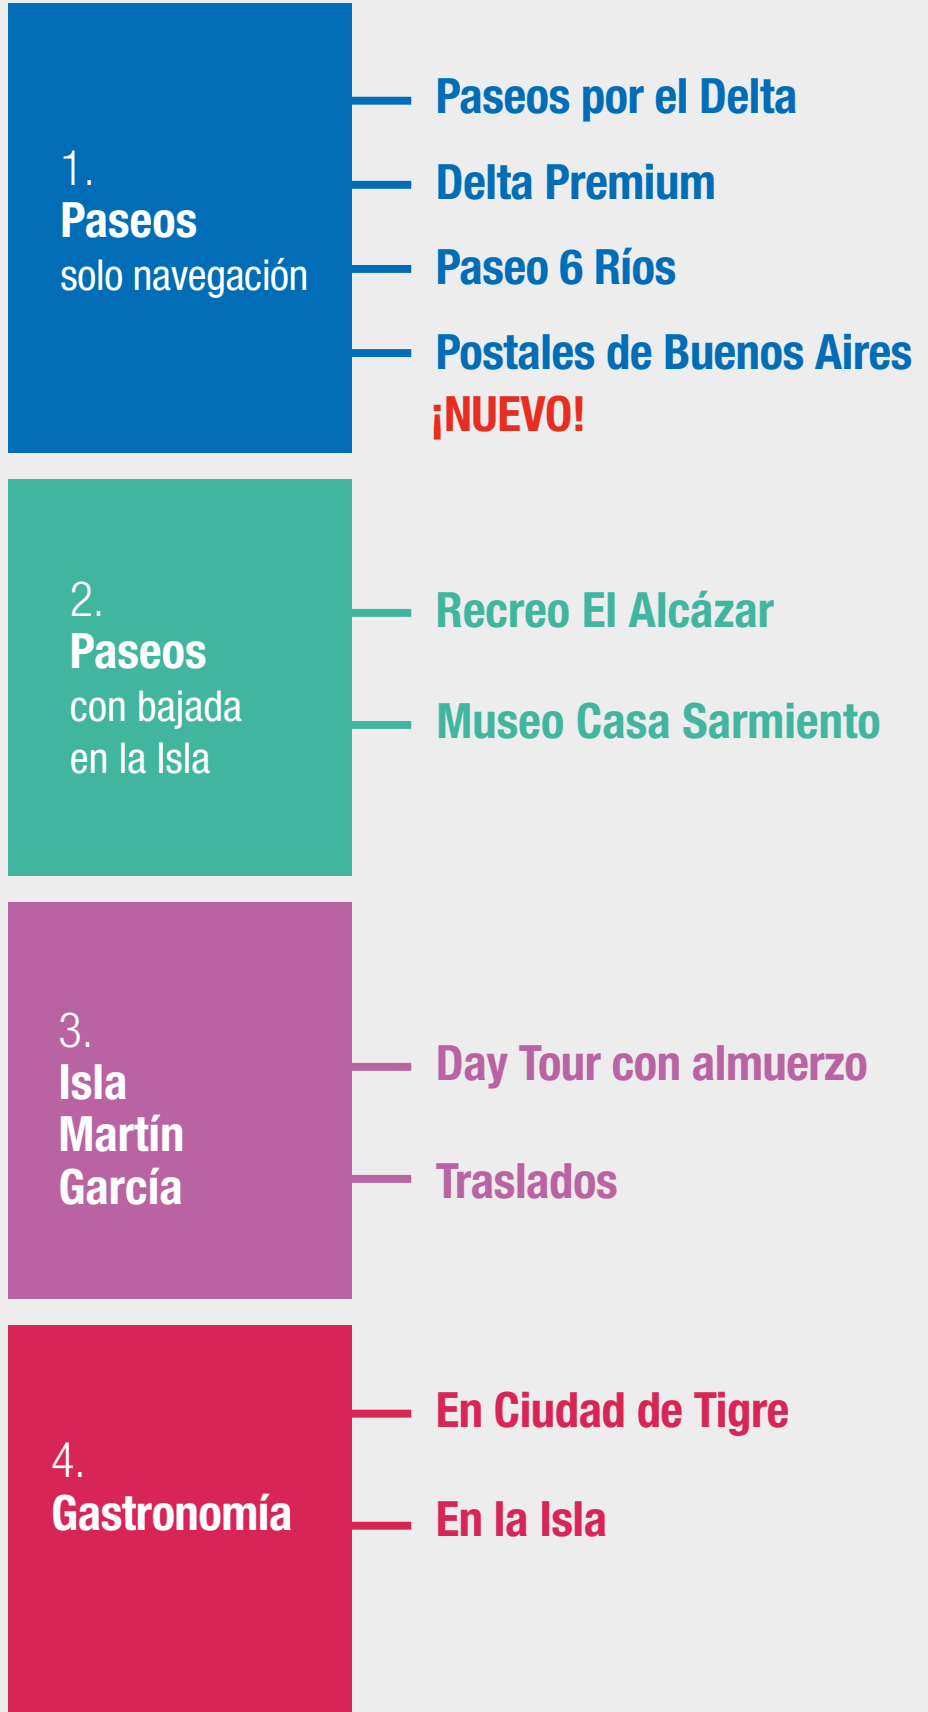 1.
Paseos
solo navegación
Paseos por el Delta
Delta Premium
Paseo 6 Ríos
Postales de Buenos Aires
¡NUEVO!
2.
Paseos
con bajada
en la Isla
Recreo El Alcázar
Museo Casa Sarmiento
3.
Isla
Martín
García
Day Tour con almuerzo
Traslados
4.
Gastronomía
En Ciudad de Tigre
En la Isla